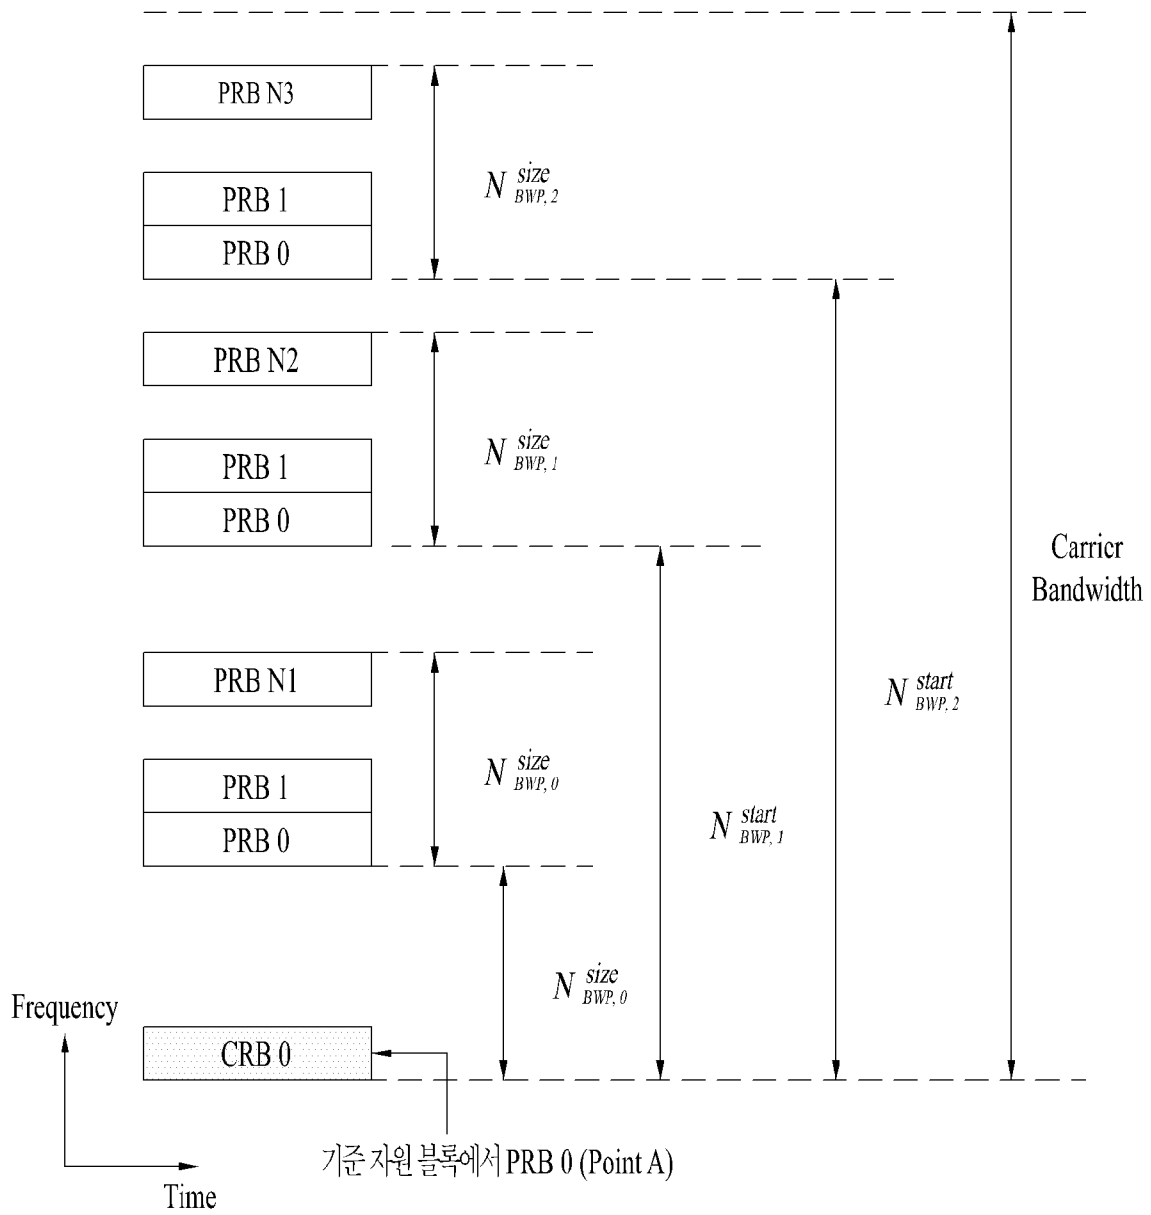 PRB N3
PRB 1
PRB 0
N size BWP, 2
PRB N2
PRB 1
PRB 0
N size BWP, 1
Carrier
Bandwidth
PRB N1
PRB 1
PRB 0
N size BWP, 0
N start BWP, 2
N start BWP, 1
N size BWP, 0
Frequency
CRB 0
기준 자원 블록에서 PRB 0 (Point A)
Time